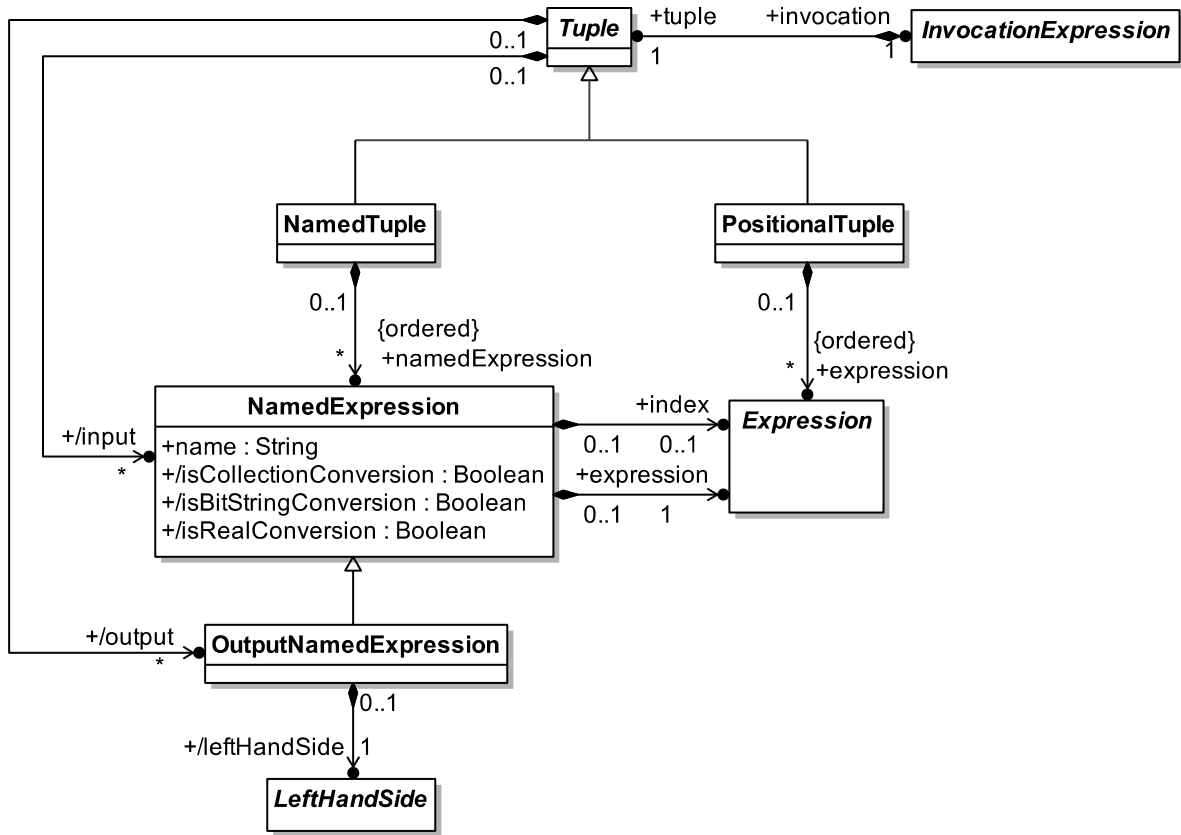 Tuple
+tuple
+invocation
InvocationExpression
0..1
1
1
0..1
NamedTuple
PositionalTuple
0..1
0..1
{ordered}
{ordered}
*
+namedExpression
*
+expression
NamedExpression
+index
Expression
+/input
+name : String
0..1
0..1
*
+/isCollectionConversion : Boolean
+expression
+/isBitStringConversion : Boolean
0..1
1
+/isRealConversion : Boolean
+/output
OutputNamedExpression
*
0..1
+/leftHandSide
1
LeftHandSide